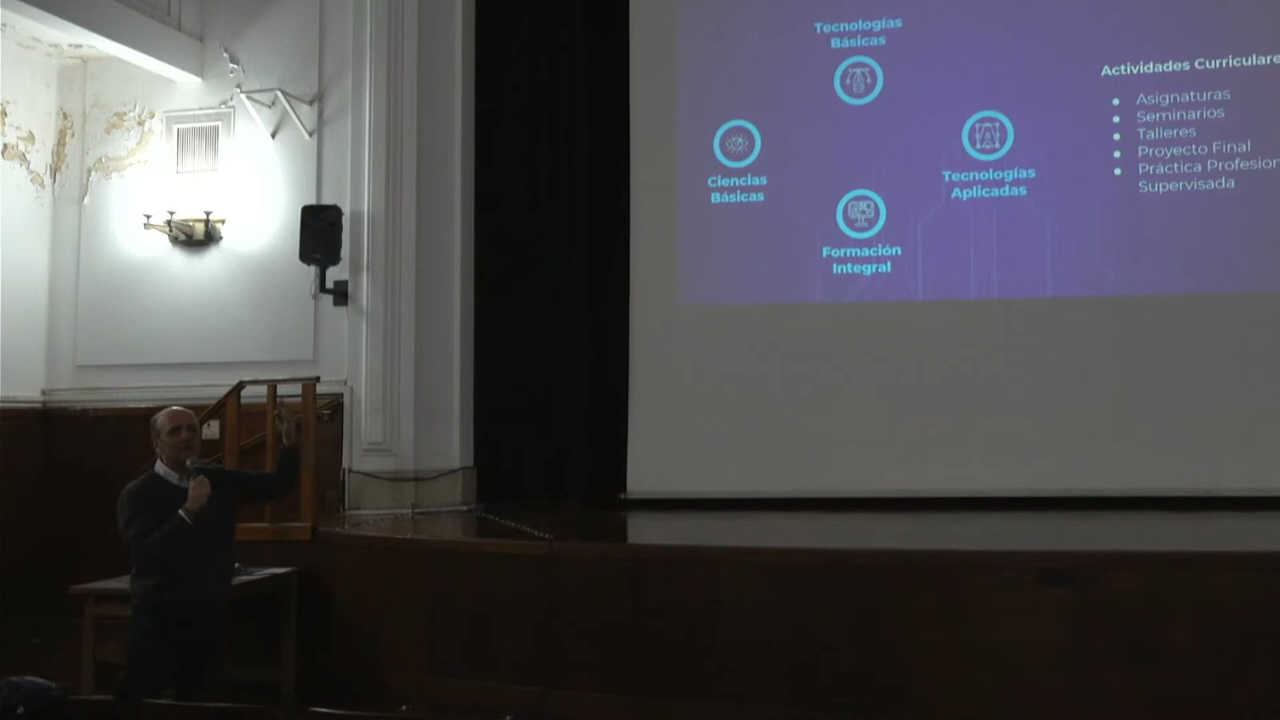 Tecnologías
Básicas
Ciencias
Básicas
Tecnologías
Aplicadas
Formación
Integral
Actividades Curriculare
Asignaturas
Seminarios
Talleres
Proyecto Final
Práctica Profesion
Supervisada